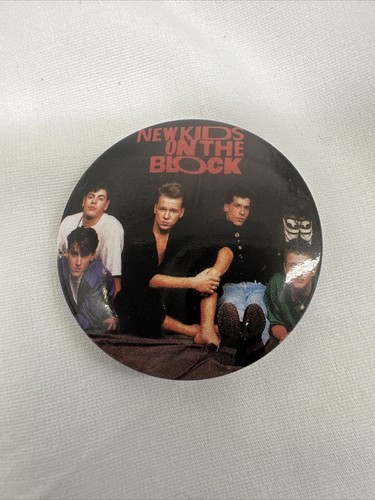 NEW KIDS
ON THE
BLOCK